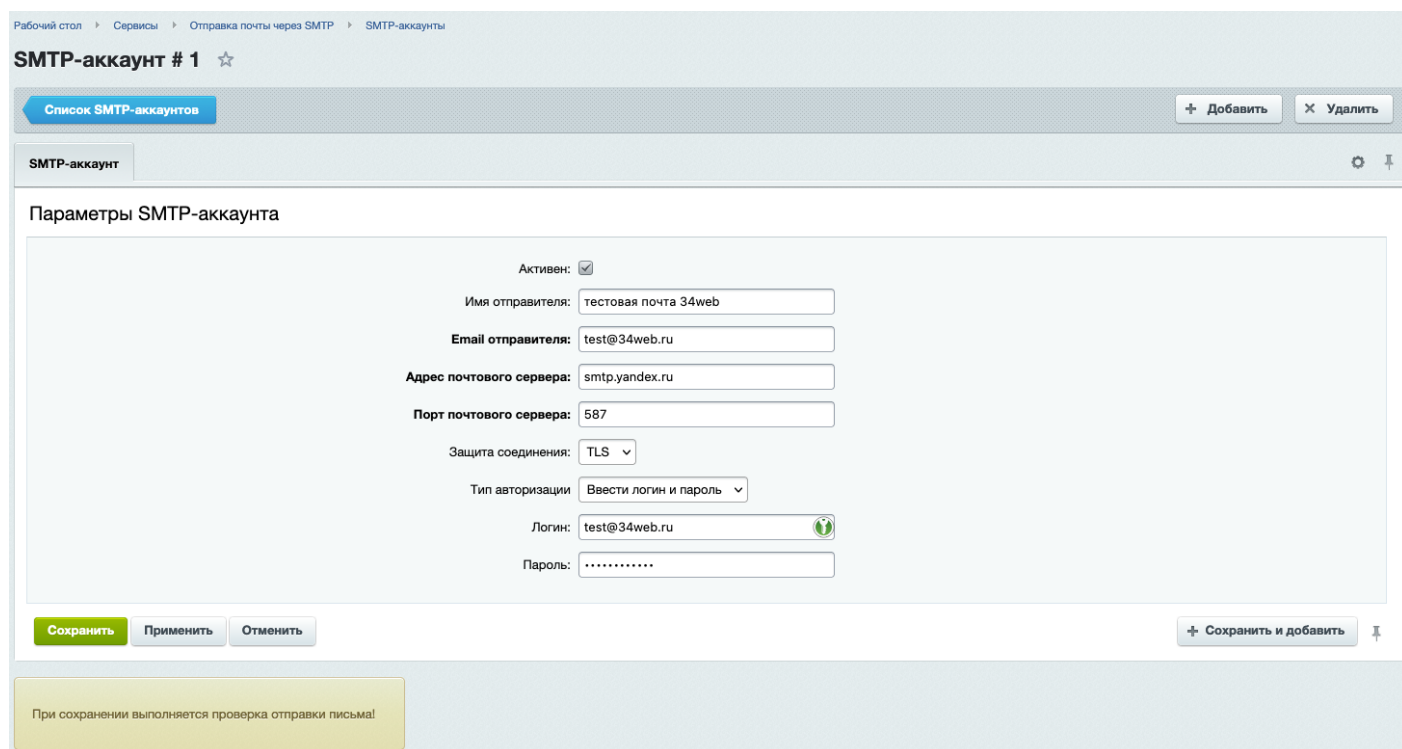 Рабочий стол Сервисы Отправка почты через SMTP SMTP-аккаунты
SMTP-аккаунт # 1
Список SMTP-аккаунтов Добавить Удалить
SMTP-аккаунт
Параметры SMTP-аккаунта
Активен:
Имя отправителя: тестовая почта 34web
Email отправителя: test@34web.ru
Адрес почтового сервера: smtp.yandex.ru
Порт почтового сервера: 587
Защита соединения: TLS
Тип авторизации Ввести логин и пароль
Логин: test@34web.ru
Пароль: ••••••••••••
Сохранить Применить Отменить Сохранить и добавить
При сохранении выполняется проверка отправки письма!